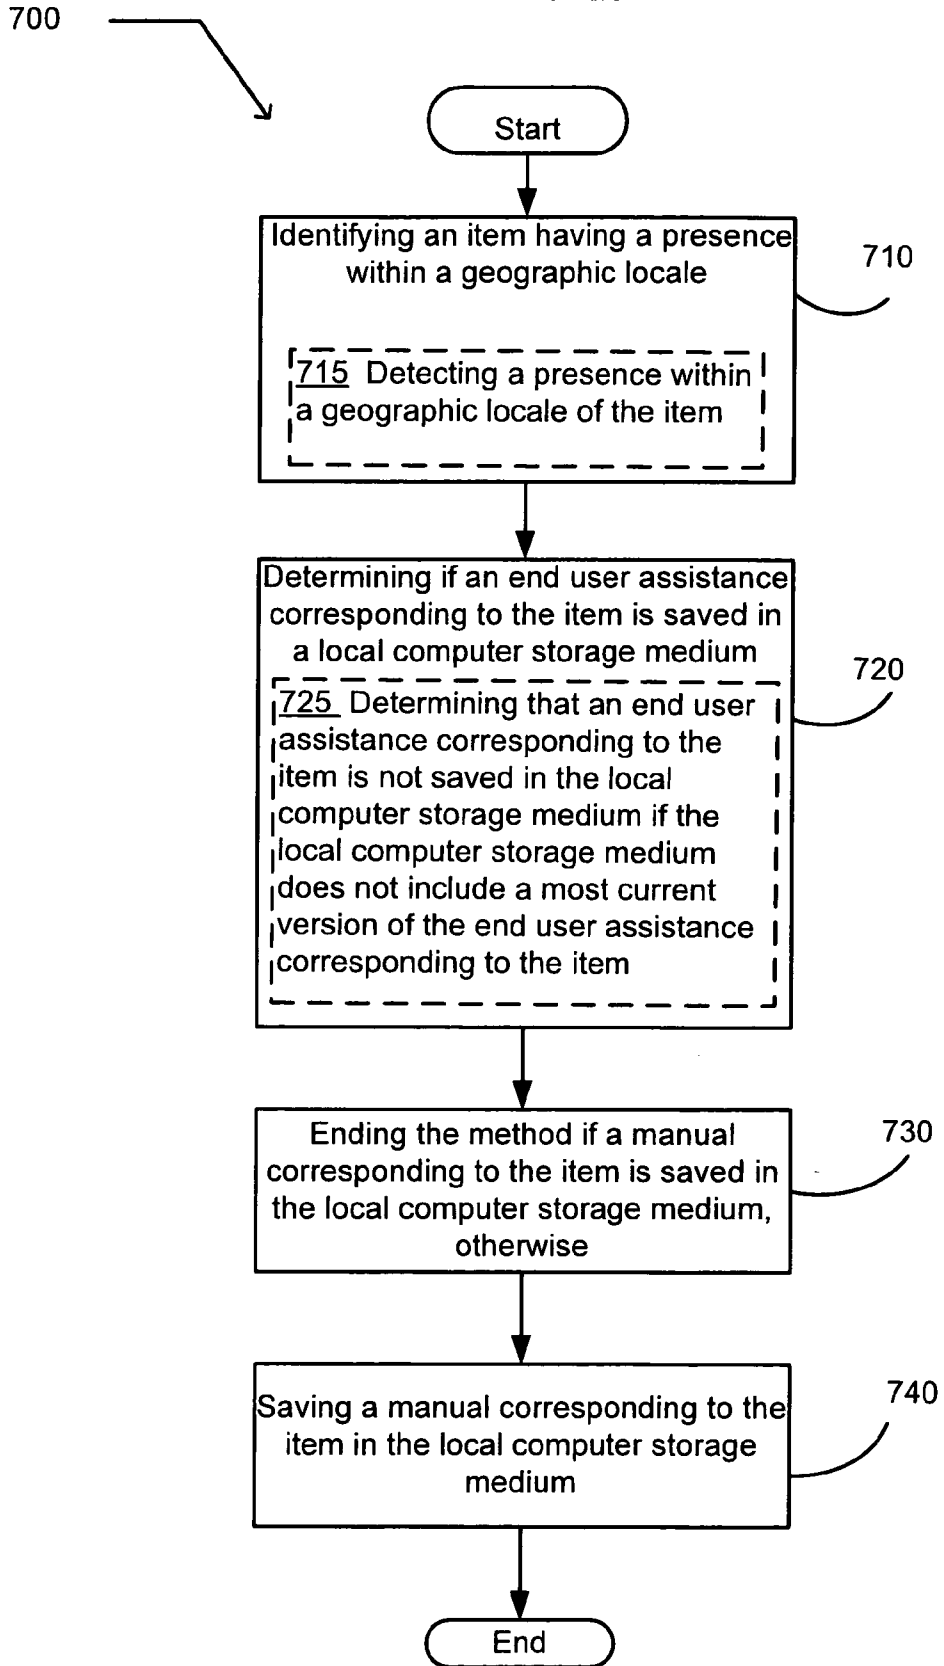 700
Start
Identifying an item having a presence
within a geographic locale
710
715 Detecting a presence within
a geographic locale of the item
Determining if an end user assistance
corresponding to the item is saved in
a local computer storage medium
720
725 Determining that an end user
assistance corresponding to the
item is not saved in the local
computer storage medium if the
local computer storage medium
does not include a most current
version of the end user assistance
corresponding to the item
Ending the method if a manual
corresponding to the item is saved in
the local computer storage medium,
otherwise
730
Saving a manual corresponding to the
item in the local computer storage
medium
740
End